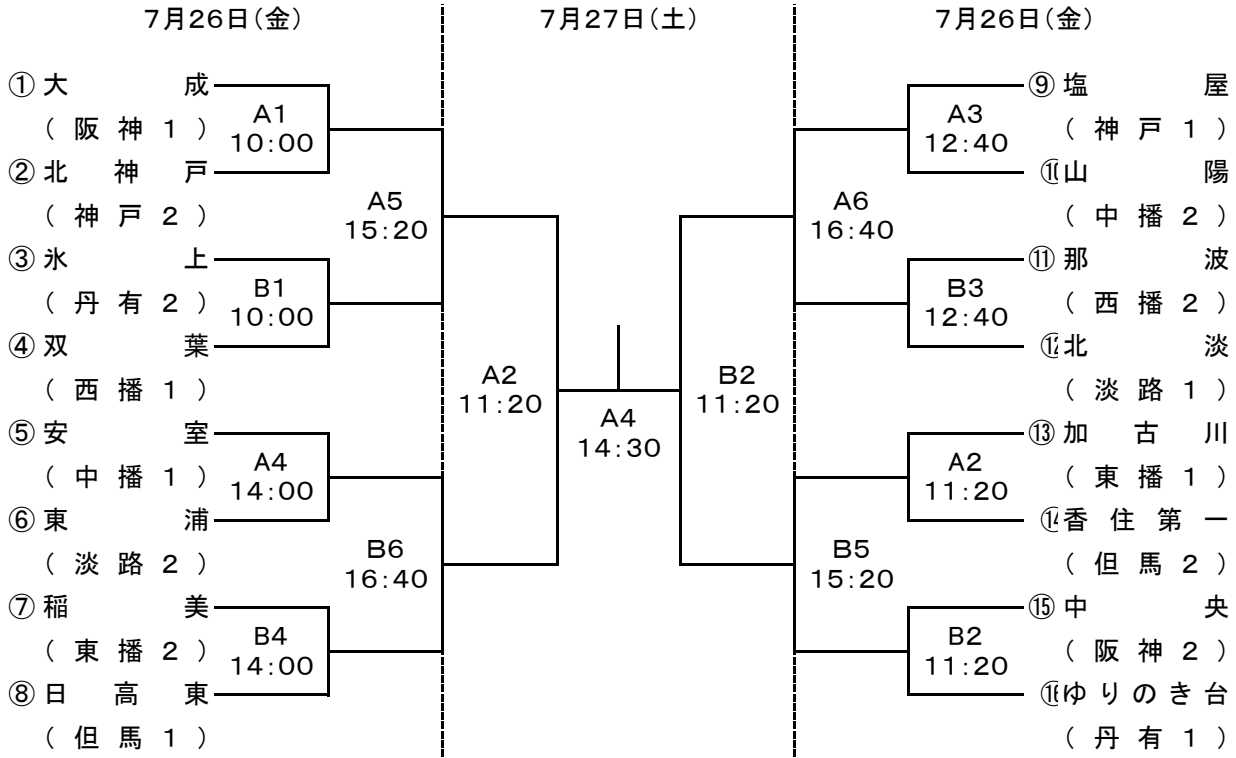 7月26日(金)
7月27日(土)
7月26日(金)
① 大 成
(阪神1)
② 北 神 戸
(神戸2)
③ 氷 上
(丹有2)
④ 双 葉
(西播1)
⑤ 安 室
(中播1)
⑥ 東 浦
(淡路2)
⑦ 稲 美
(東播2)
⑧ 日 高 東
(但馬1)
A1
10:00
B1
10:00
A4
14:00
B4
14:00
A5
15:20
B6
16:40
A2
11:20
A4
14:30
B2
11:20
A6
16:40
B5
15:20
A3
12:40
B3
12:40
A2
11:20
B2
11:20
⑨ 塩 屋
(神戸1)
⑩ 山 陽
(中播2)
⑪ 那 波
(西播2)
⑫ 北 淡
(淡路1)
⑬ 加 古 川
(東播1)
⑭ 香住第一
(但馬2)
⑮ 中 央
(阪神2)
⑯ ゆりのき台
(丹有1)